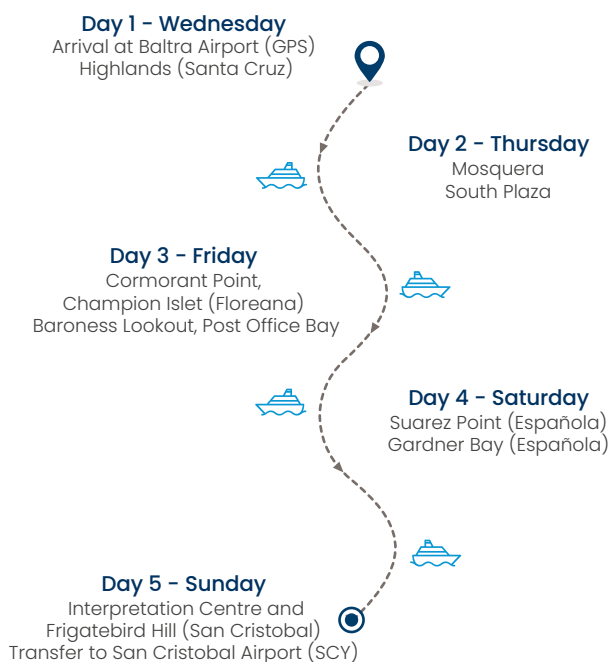 Day 1 - Wednesday
Arrival at Baltra Airport (GPS)
Highlands (Santa Cruz)
Day 2 - Thursday
Mosquera
South Plaza
Day 3 - Friday
Cormorant Point,
Champion Islet (Floreana)
Baroness Lookout, Post Office Bay
Day 4 - Saturday
Suarez Point (Española)
Gardner Bay (Española)
Day 5 - Sunday
Interpretation Centre and
Frigatebird Hill (San Cristobal)
Transfer to San Cristobal Airport (SCY)